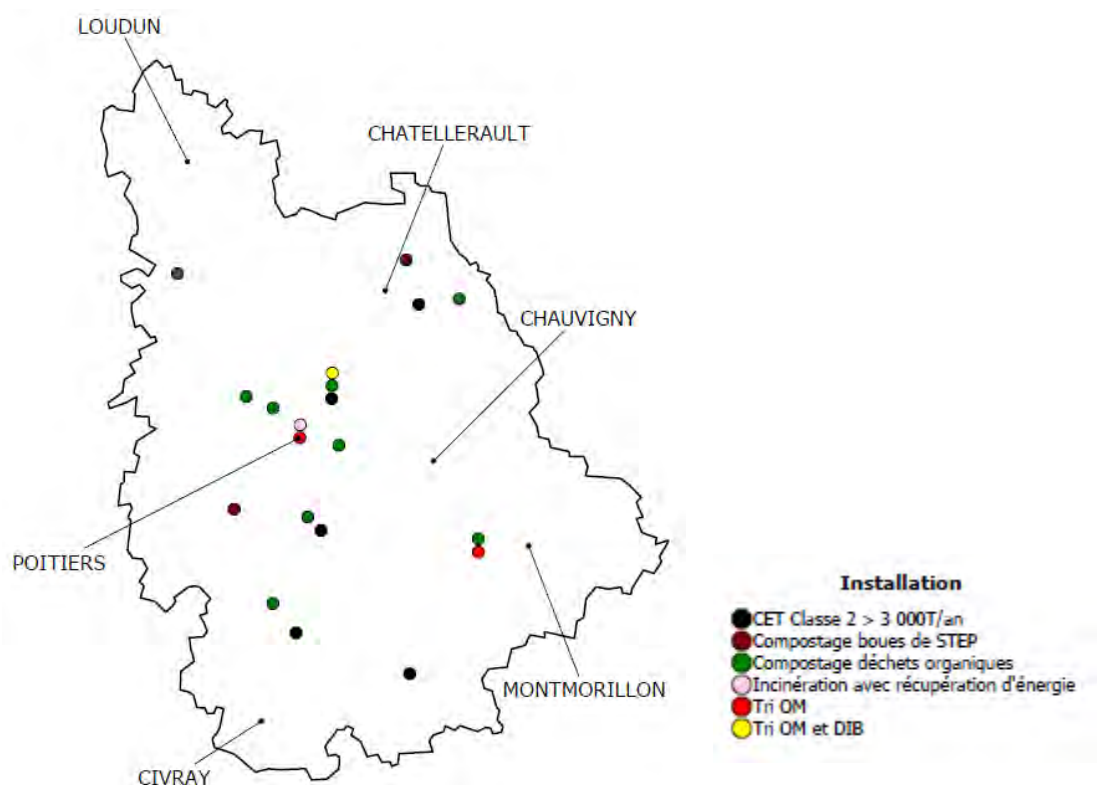 LOUDUN
CHATELLERAULT
CHAUVIGNY
POITIERS
MONTMORILLON
CIVRAY
Installation
CET Classe 2 > 3 000T/an
Compostage boues de STEP
Compostage déchets organiques
Incinération avec récupération d'énergie
Tri OM
Tri OM et DIB